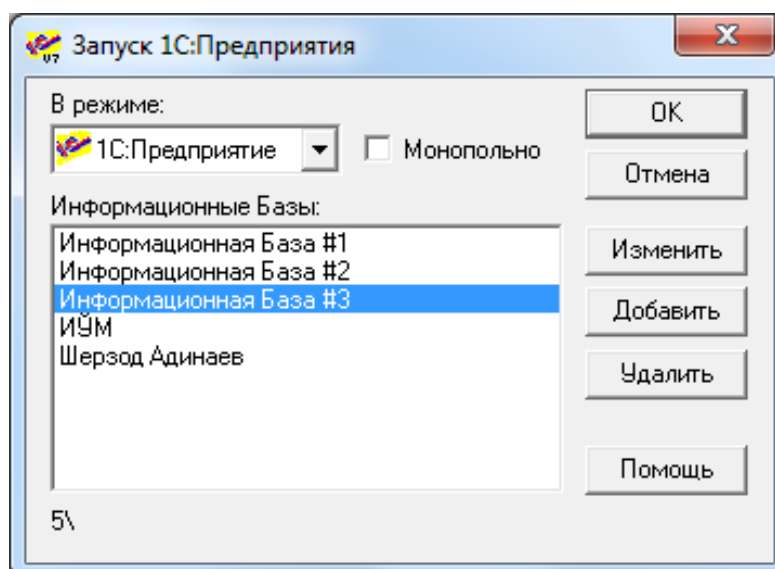 Запуск 1С:Предприятия
В режиме:
1С:Предприятие
Монопольно
Информационные Базы:
Информационная База #1
Информационная База #2
Информационная База #3
ИЎМ
Шерзод Адинаев
5\
OK
Отмена
Изменить
Добавить
Удалить
Помощь